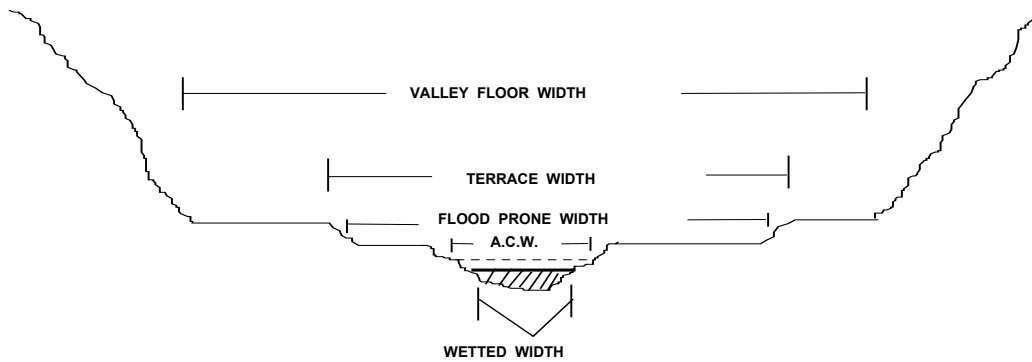 VALLEY FLOOR WIDTH
TERRACE WIDTH
FLOOD PRONE WIDTH
A.C.W.
WETTED WIDTH